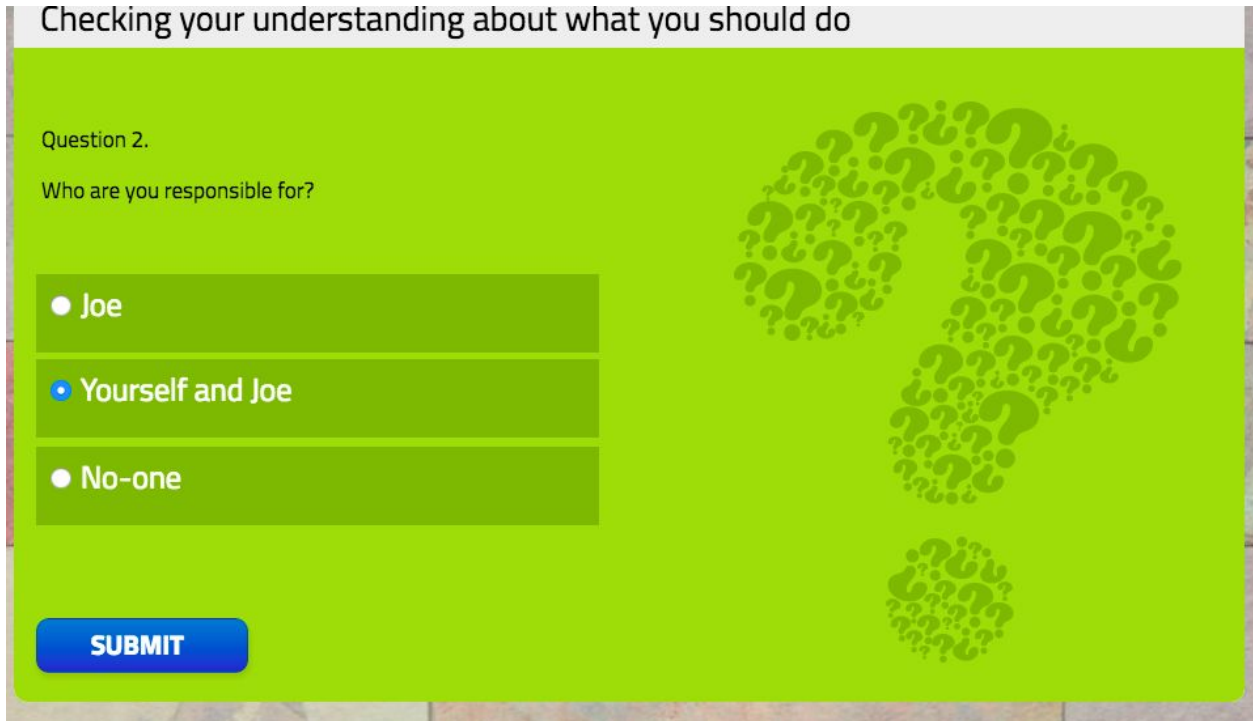 Checking your understanding about what you should do
Question 2.
Who are you responsible for?
Joe
Yourself and Joe
No-one
SUBMIT